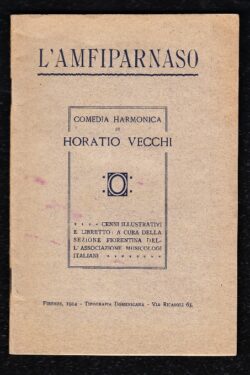 L'AMFIPARNASO
COMEDIA HARMONICA
DI
HORATIO VECCHI
CENNI ILLUSTRATIVI
E LIBRETTO: A CURA DELLA
SEZIONE FIORENTINA DEL-
L'ASSOCIAZIONE MUSICOLOGI
ITALIANI
FIRENZE, - TIPOGRAFIA DOMENICANA - VIA RICASOLI 63.